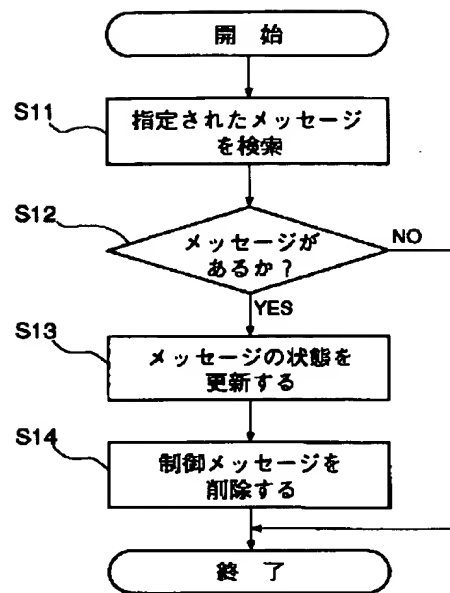 開始
S11
指定されたメッセージ
を検索
S12
メッセージが
あるか?
NO
YES
S13
メッセージの状態を
更新する
S14
制御メッセージを
削除する
終了